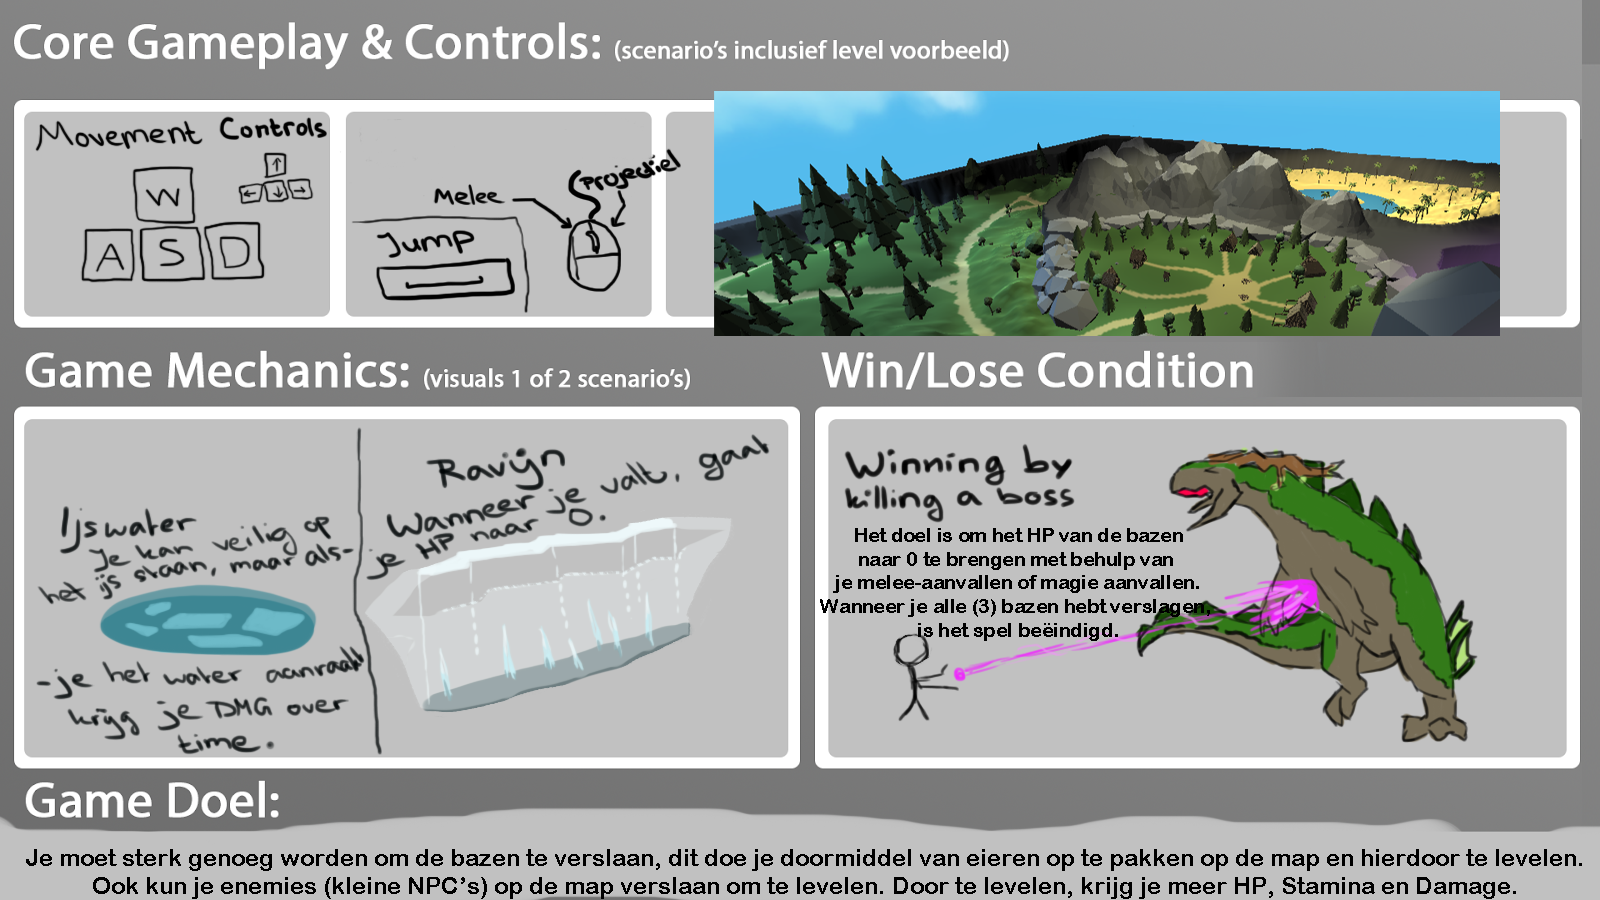 Core Gameplay & Controls: (scenario's inclusief level voorbeeld)
Movement Controls
W
A S D
Melee
Projectiel
Jump
Game Mechanics: (visuals 1 of 2 scenario's)
Ijswater
Je kan veilig op
het ijs staan, maar als-
-je het water aanraakt
krijg je DMG over
time.
Ravijn
Wanneer je valt, gaat
je HP naar 0.
Win/Lose Condition
Winning by
killing a boss
Het doel is om het HP van de bazen
naar 0 te brengen met behulp van
je melee-aanvallen of magie aanvallen.
Wanneer je alle (3) bazen hebt verslagen,
is het spel beëindigd.
Game Doel:
Je moet sterk genoeg worden om de bazen te verslaan, dit doe je doormiddel van eieren op te pakken op de map en hierdoor te levelen.
Ook kun je enemies (kleine NPC's) op de map verslaan om te levelen. Door te levelen, krijg je meer HP, Stamina en Damage.